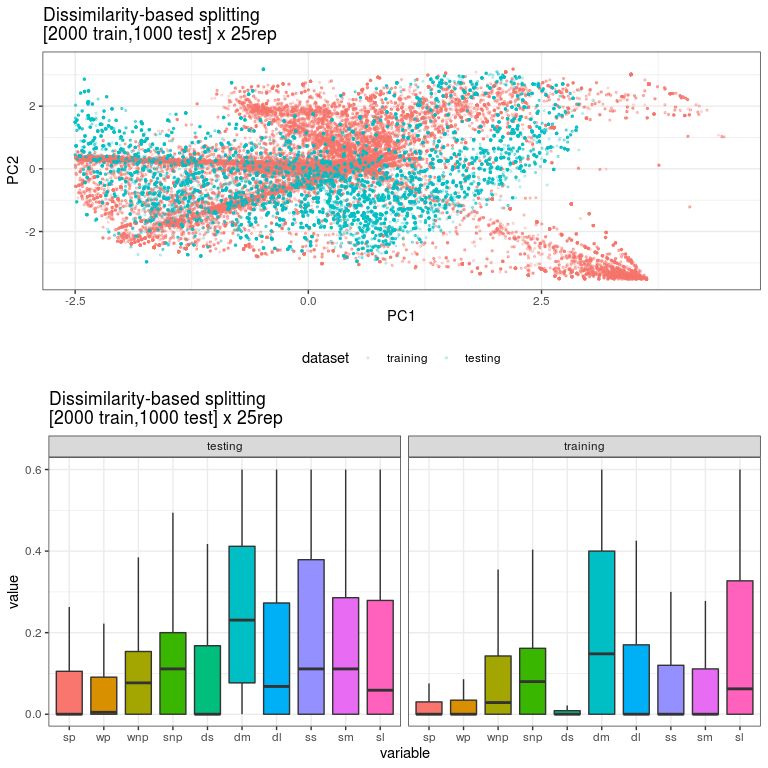 Dissimilarity-based splitting
[2000 train,1000 test] x 25rep
PC2
2
0
-2
-2.5 0.0 2.5
PC1
dataset training testing
Dissimilarity-based splitting
[2000 train,1000 test] x 25rep
testing training
value
0.6
0.4
0.2
0.0
sp wp wnp snp ds dm dl ss sm sl sp wp wnp snp ds dm dl ss sm sl
variable